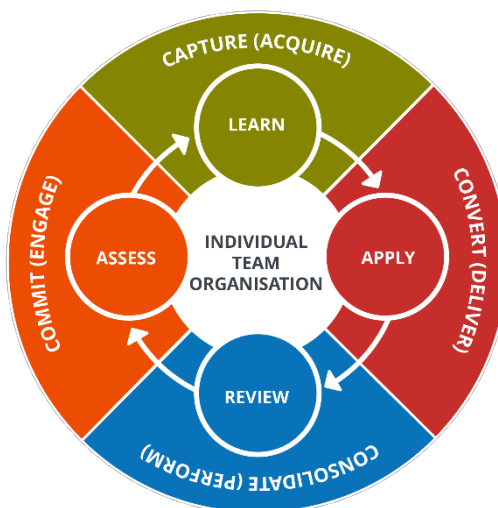 CAPTURE (ACQUIRE)
LEARN
CONVERT (DELIVER)
APPLY
CONSOLIDATE (PERFORM)
REVIEW
COMMIT (ENGAGE)
ASSESS
INDIVIDUAL
TEAM
ORGANISATION